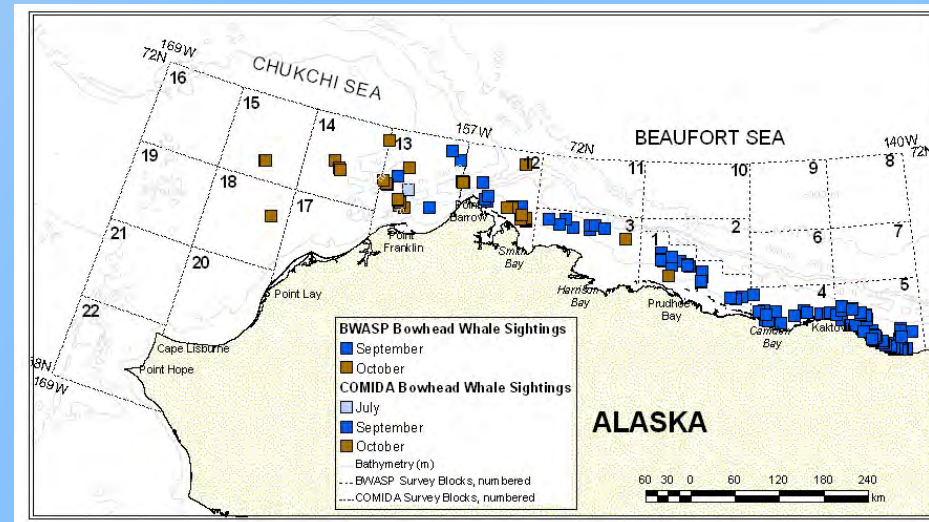 169W
72N
16
15
14
13
CHUKCHI SEA
157W
72N
12
11
BEAUFORT SEA
10
9
8
140W
72N
19
18
17
3
1
2
6
7
4
5
21
20
22
Point
Barrow
Point
Franklin
Smith
Bay
Harrison
Bay
Prudhoe
Bay
Camden
Bay
Point Lay
Cape Lisburne
Point Hope
169W
BWASP Bowhead Whale Sightings
September
October
COMIDA Bowhead Whale Sightings
July
September
October
Bathymetry (m)
BWASP Survey Blocks, numbered
COMIDA Survey Blocks, numbered
ALASKA
60 30 0 60 120 180 240
km